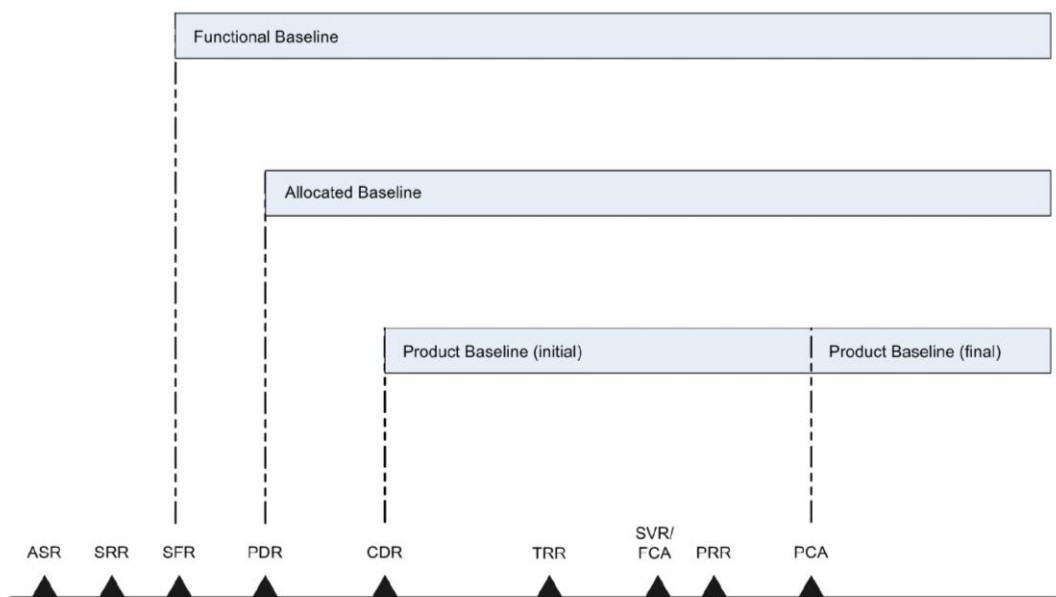 Functional Baseline
Allocated Baseline
Product Baseline (initial)
Product Baseline (final)
ASR
SRR
SFR
PDR
CDR
TRR
SVR/
FCA
PRR
PCA